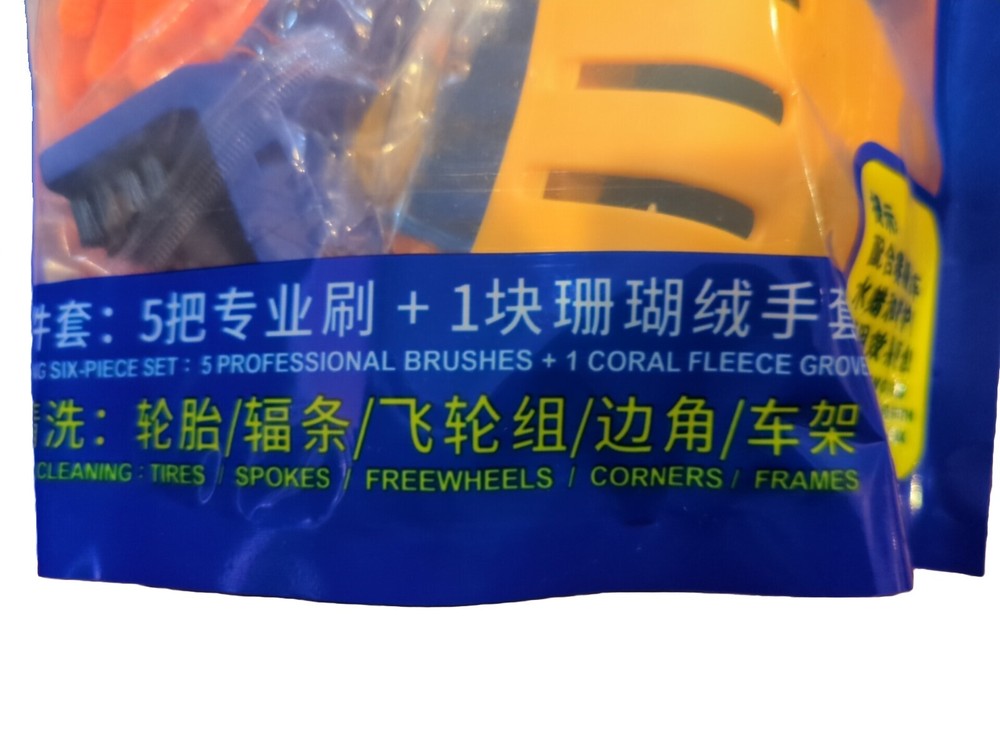 件套：5把专业刷 + 1块珊瑚绒手套
SIX-PIECE SET : 5 PROFESSIONAL BRUSHES + 1 CORAL FLEECE GROVE
清洗：轮胎/辐条/飞轮组/边角/车架
CLEANING : TIRES / SPOKES / FREEWHEELS / CORNERS / FRAMES